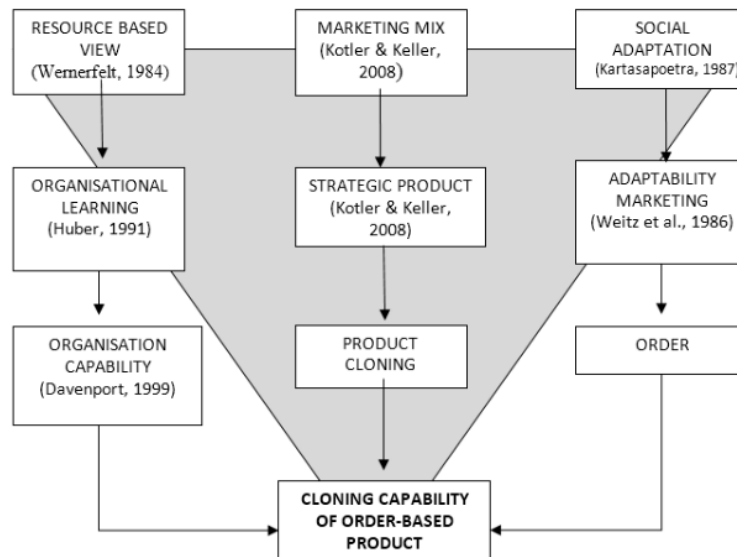 RESOURCE BASED
VIEW
(Wernerfelt, 1984)
MARKETING MIX
(Kotler & Keller,
2008)
SOCIAL
ADAPTATION
(Kartasapoetra, 1987)
ORGANISATIONAL
LEARNING
(Huber, 1991)
STRATEGIC PRODUCT
(Kotler & Keller,
2008)
ADAPTABILITY
MARKETING
(Weitz et al., 1986)
ORGANISATION
CAPABILITY
(Davenport, 1999)
PRODUCT
CLONING
ORDER
CLONING CAPABILITY
OF ORDER-BASED
PRODUCT